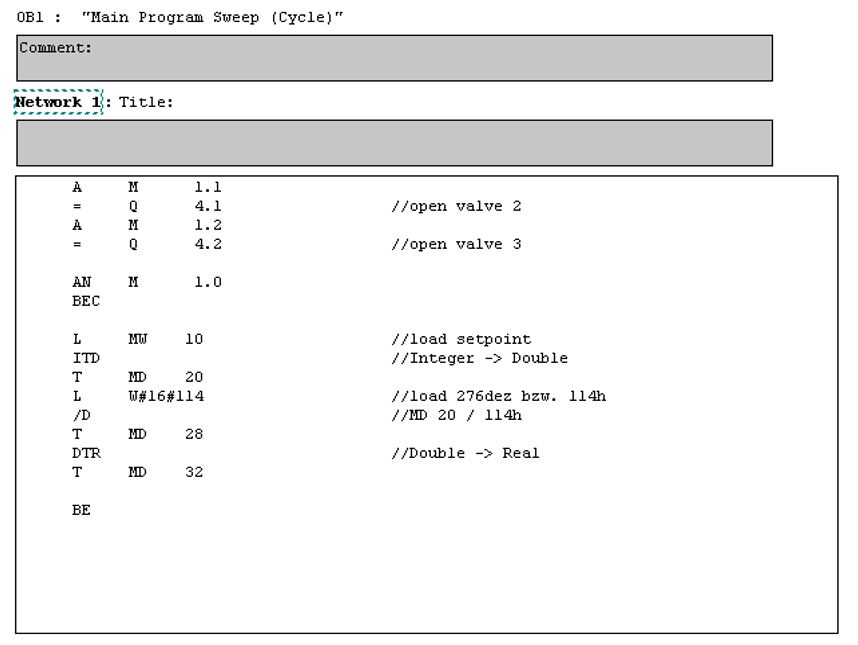 OB1 : "Main Program Sweep (Cycle)"
Comment:
Network 1: Title:
A M 1.1
= Q 4.1 //open valve 2
A M 1.2
= Q 4.2 //open valve 3
AN M 1.0
BEC
L MW 10 //load setpoint
ITD //Integer -> Double
T MD 20
L W#16#114 //load 276dez bzw. 114h
/D //MD 20 / 114h
T MD 28
DTR //Double -> Real
T MD 32
BE